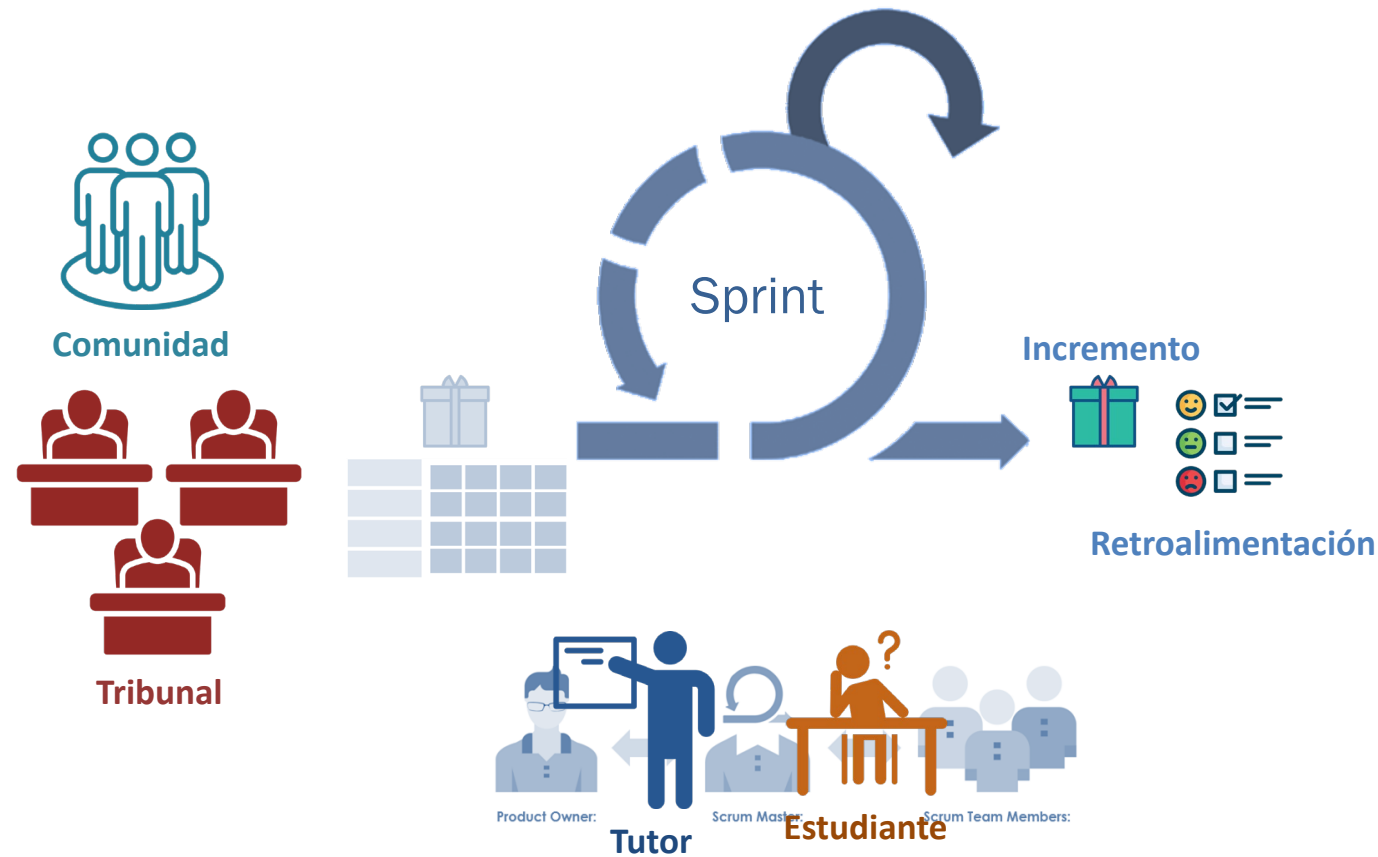 Sprint
Comunidad
Incremento
Retroalimentación
Tribunal
Product Owner:
Scrum Master:
Scrum Team Members:
Tutor
Estudiante